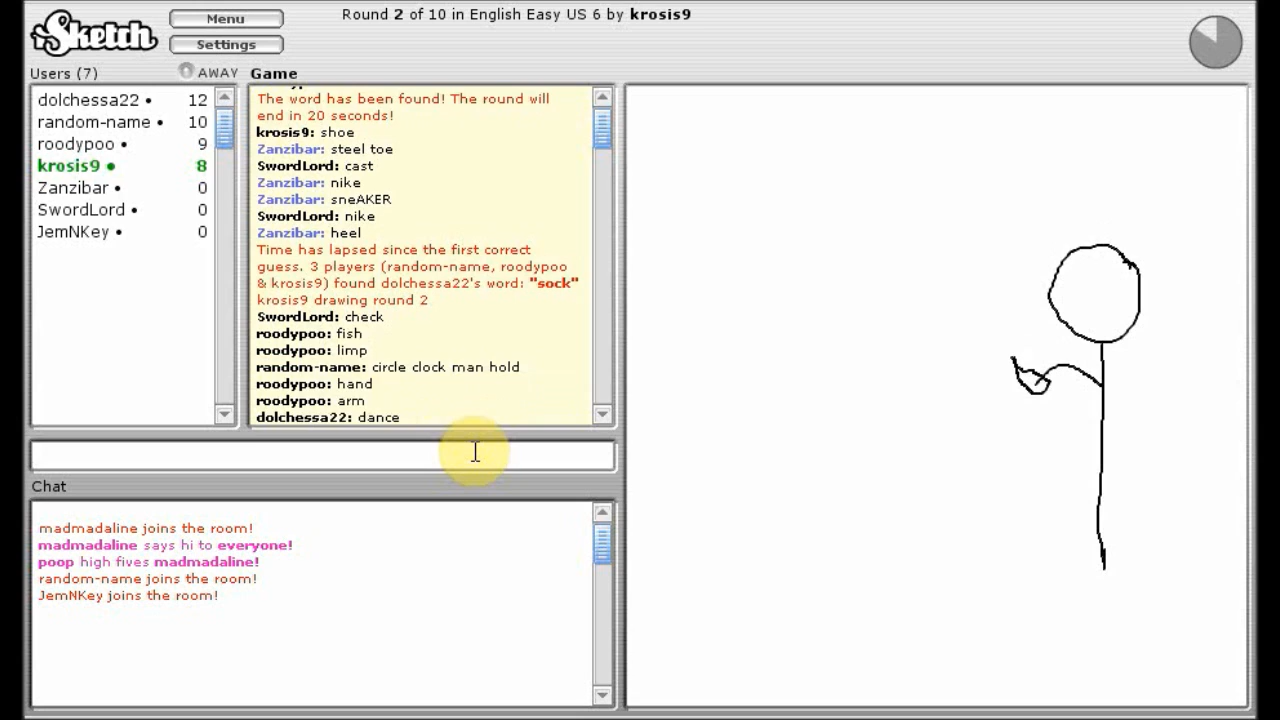 iSketch
Menu
Settings
Round 2 of 10 in English Easy US 6 by krosis9
Users (7)
AWAY
Game
dolchessa22 • 12
random-name • 10
roodypoo • 9
krosis9 • 8
Zanzibar • 0
SwordLord • 0
JemNKey • 0
The word has been found! The round will
end in 20 seconds!
krosis9: shoe
Zanzibar: steel toe
SwordLord: cast
Zanzibar: nike
Zanzibar: sneAKER
SwordLord: nike
Zanzibar: heel
Time has lapsed since the first correct
guess. 3 players (random-name, roodypoo
& krosis9) found dolchessa22's word: "sock"
krosis9 drawing round 2
SwordLord: check
roodypoo: fish
roodypoo: limp
random-name: circle clock man hold
roodypoo: hand
roodypoo: arm
dolchessa22: dance
Chat
madmadaline joins the room!
madmadaline says hi to everyone!
poop high fives madmadaline!
random-name joins the room!
JemNKey joins the room!